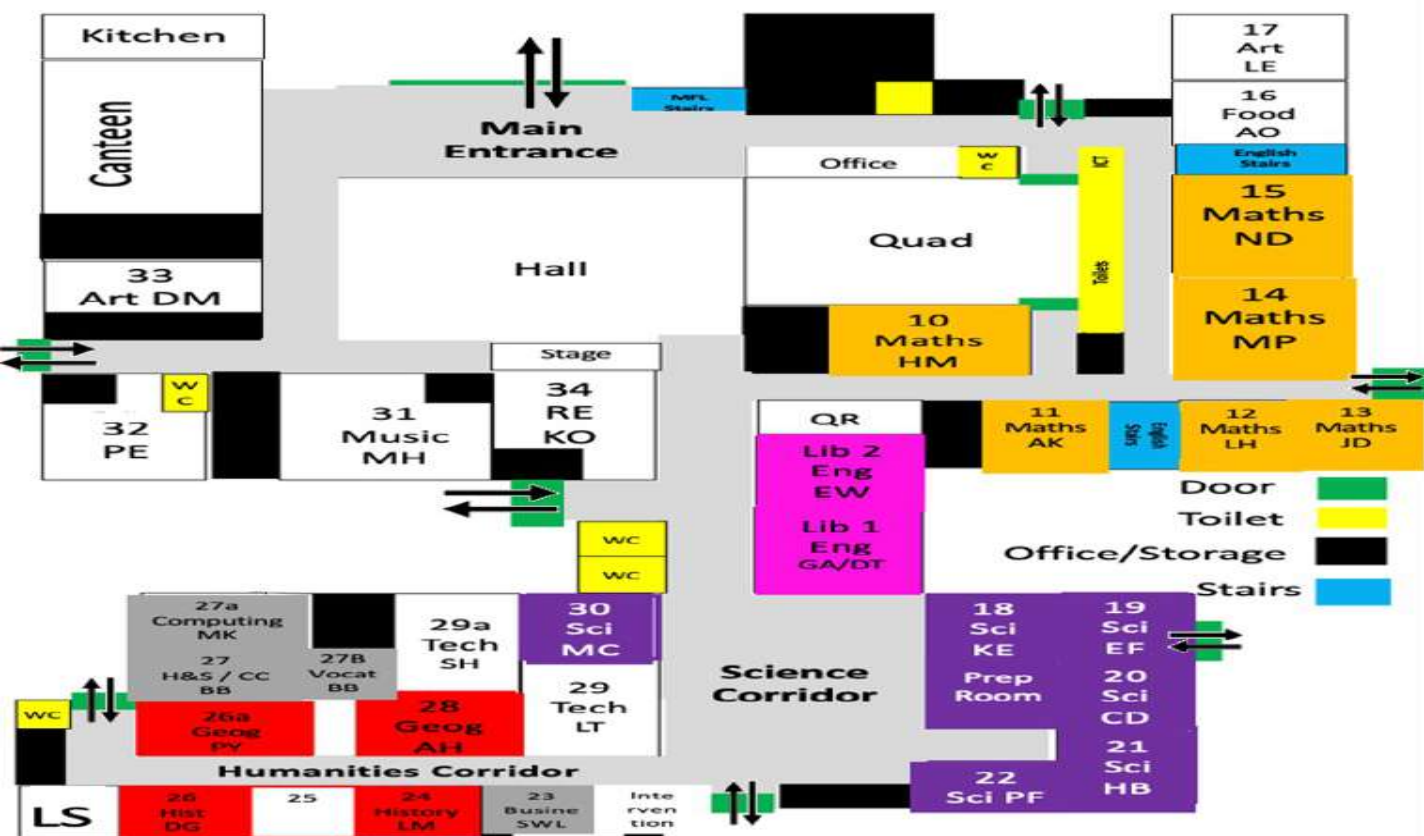 Kitchen
Canteen
33
Art DM
MFL
Stairs
Main
Entrance
17
Art
LE
16
Food
AO
English
Stairs
Office
W
C
Toilet
Quad
Hall
15
Maths
ND
14
Maths
MP
10
Maths
HM
Stage
34
RE
KO
W
C
32
PE
31
Music
MH
QR
11
Maths
AK
English
Stairs
12
Maths
LH
13
Maths
JD
Lib 2
Eng
EW
Lib 1
Eng
GA/DT
Door
Toilet
Office/Storage
Stairs
WC
WC
27a
Computing
MK
27
H&S / CC
BB
27B
Vocat
BB
29a
Tech
SH
30
Sci
MC
29
Tech
LT
Science
Corridor
18
Sci
KE
Prep
Room
19
Sci
EF
20
Sci
CD
21
Sci
HB
22
Sci PF
WC
26a
Geog
PY
28
Geog
AH
Humanities Corridor
LS
26
Hist
DG
25
24
History
LM
23
Busine
SWL
Inte
rven
tion